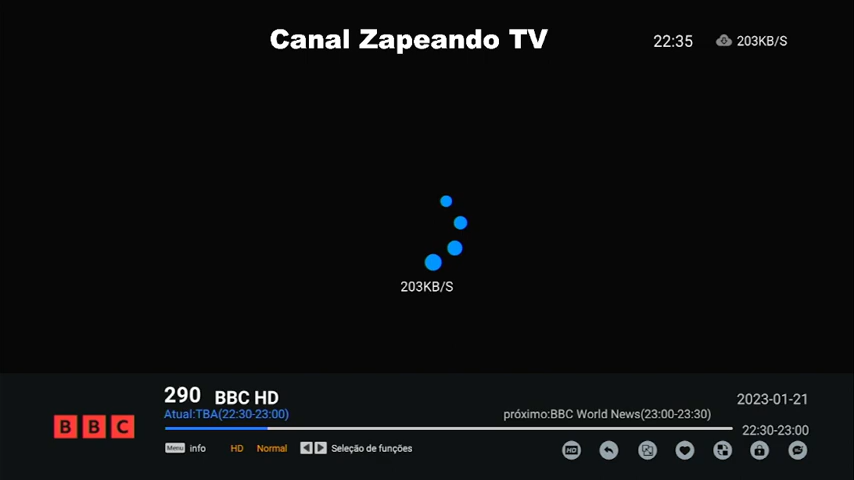 Canal Zapeando TV
22:35
203KB/S
203KB/S
290 BBC HD
2023-01-21
Atual:TBA(22:30-23:00)
próximo:BBC World News(23:00-23:30)
BBC
22:30-23:00
Menu info HD Normal Seleção de funções
HD